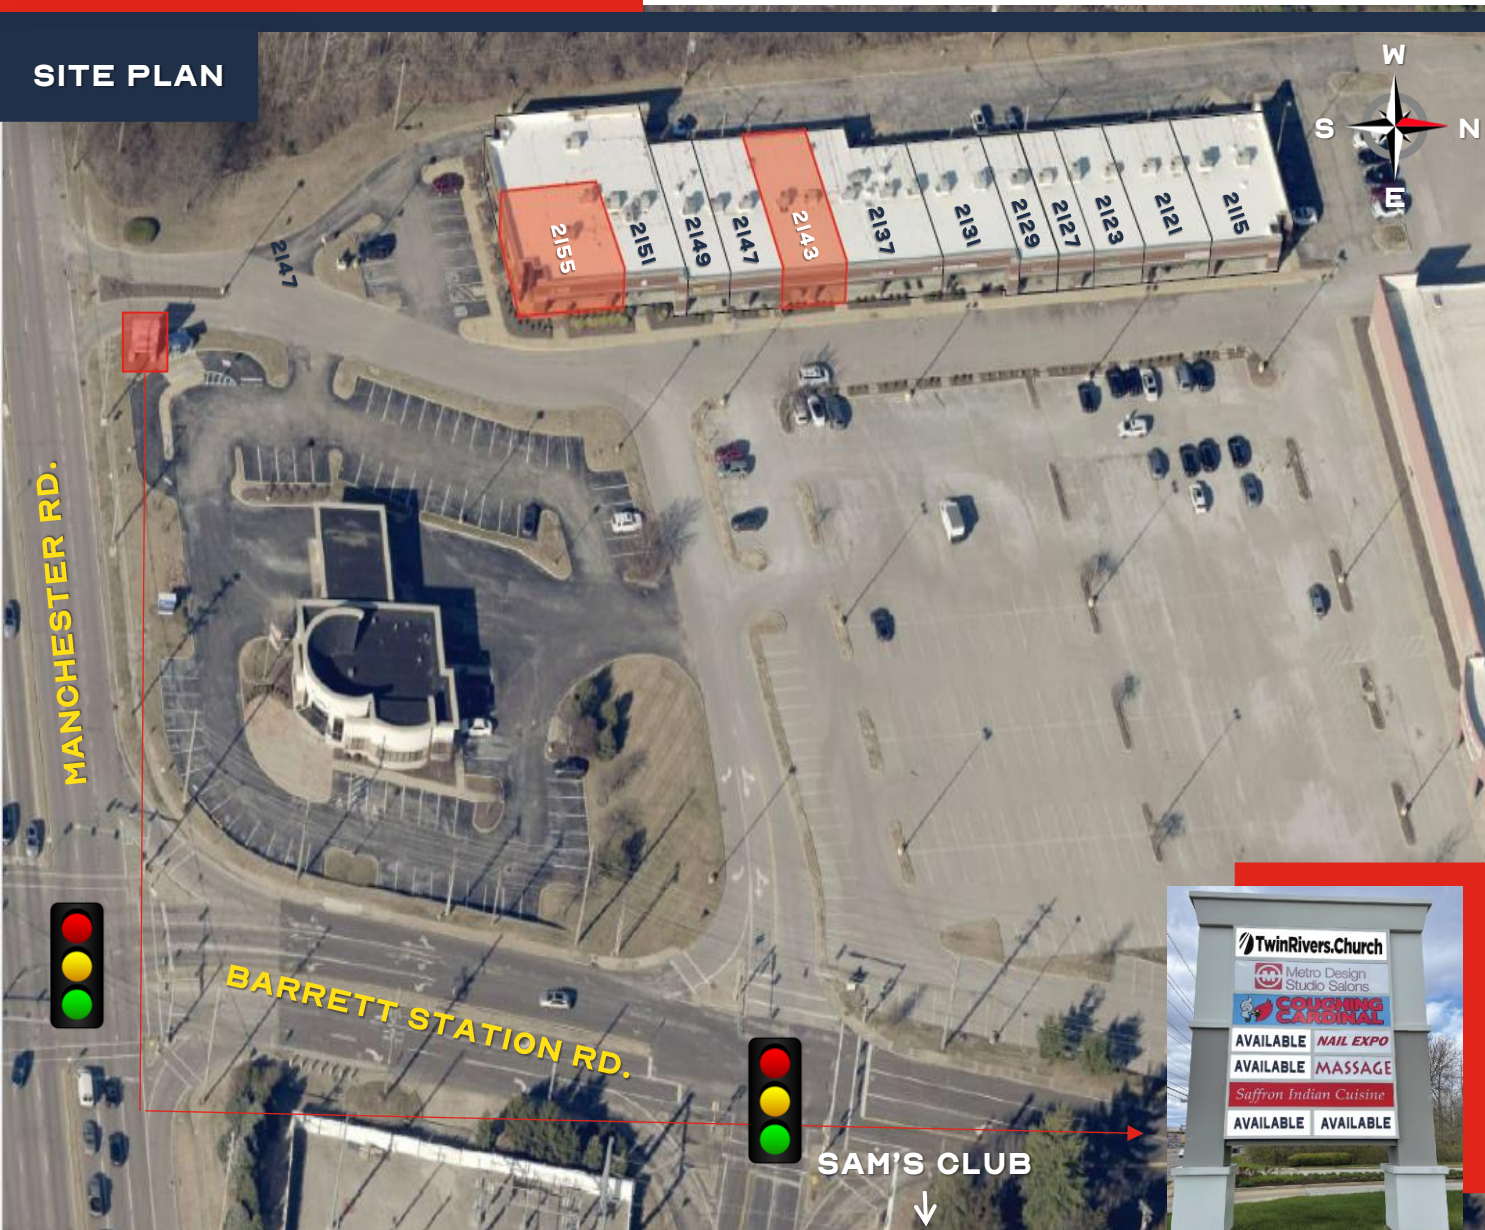 SITE PLAN
W
S
N
E
2155
2151
2149
2147
2143
2137
2131
2129
2127
2123
2121
2115
2147
MANCHESTER RD.
BARRETT STATION RD.
SAM'S CLUB
TwinRivers.Church
Metro Design
Studio Salons
COUGHING
CARDINAL
AVAILABLE NAIL EXPO
AVAILABLE MASSAGE
Saffron Indian Cuisine
AVAILABLE AVAILABLE